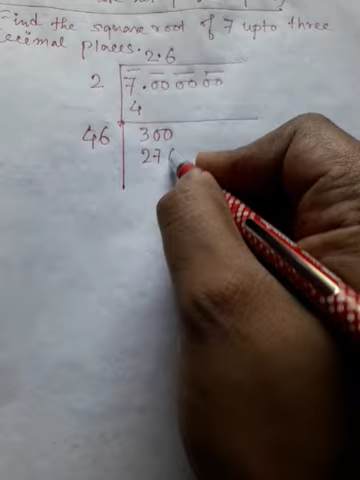 Find the square root of 7 upto three
decimal places.
2.6
2 7.00 00 00
4
46 300
276